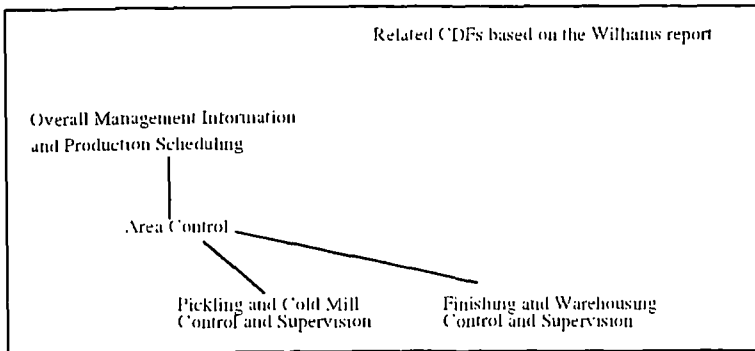 Related CDFs based on the Williams report
Overall Management Information
and Production Scheduling
Area Control
Pickling and Cold Mill
Control and Supervision
Finishing and Warehousing
Control and Supervision